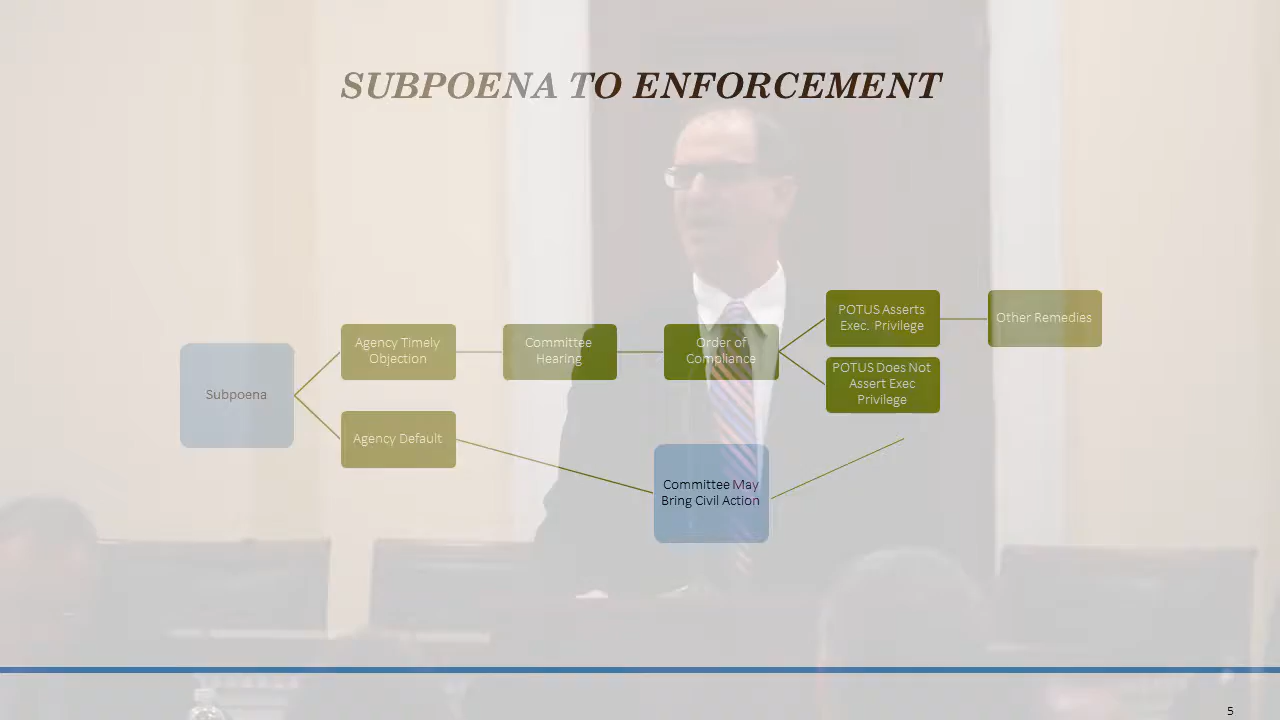 SUBPOENA TO ENFORCEMENT
Subpoena
Agency Timely
Objection
Agency Default
Committee
Hearing
Order of
Compliance
Committee May
Bring Civil Action
POTUS Asserts
Exec. Privilege
POTUS Does Not
Assert Exec
Privilege
Other Remedies
5